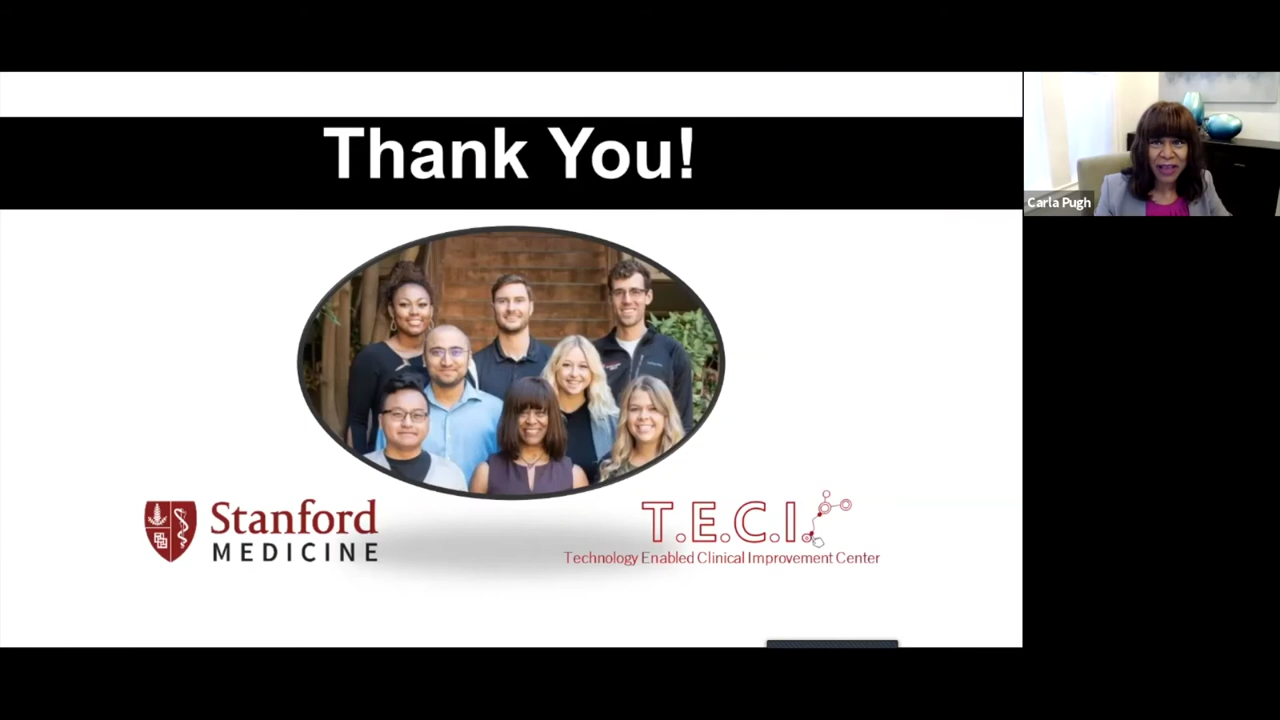 Thank You!
Carla Pugh
Stanford
MEDICINE
T.E.C.I.
Technology Enabled Clinical Improvement Center